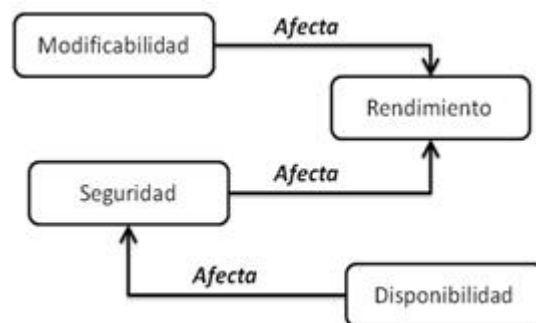 Afecta
Modificabilidad
Rendimiento
Afecta
Seguridad
Afecta
Disponibilidad